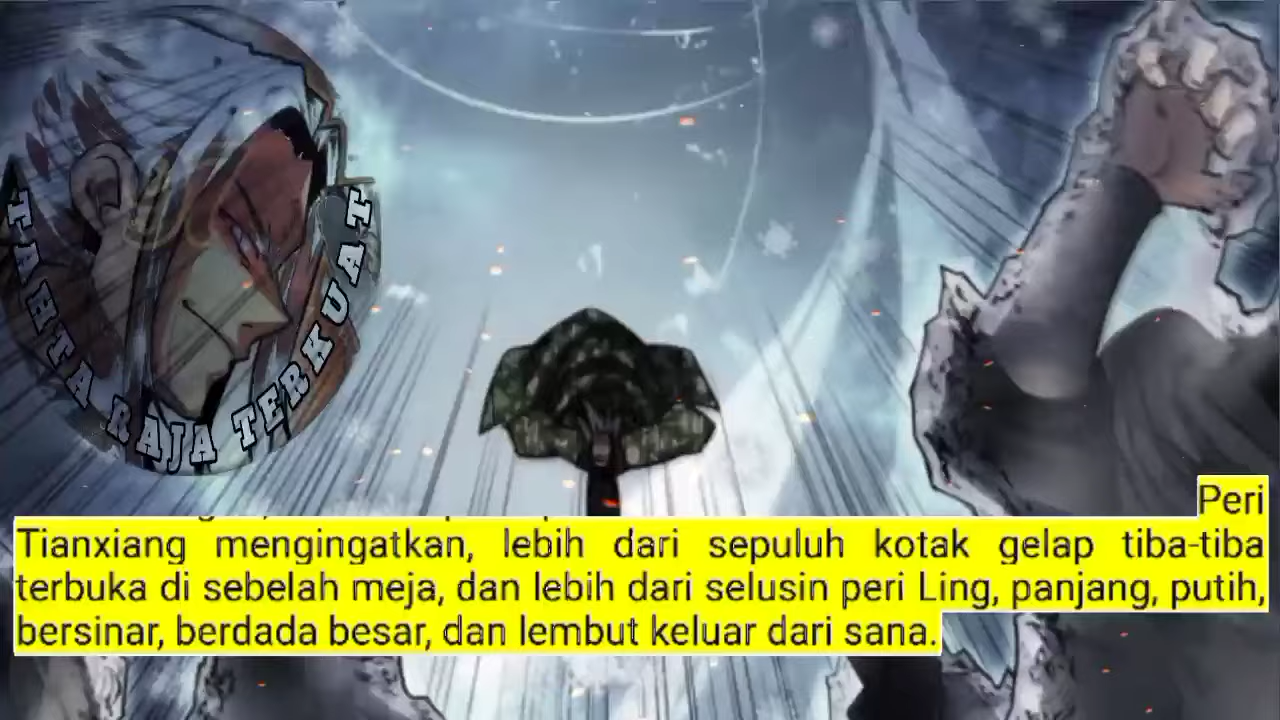 TAHTA RAJA TERKUAT
Peri
Tianxiang mengingatkan, lebih dari sepuluh kotak gelap tiba-tiba
terbuka di sebelah meja, dan lebih dari selusin peri Ling, panjang, putih,
bersinar, berdada besar, dan lembut keluar dari sana.